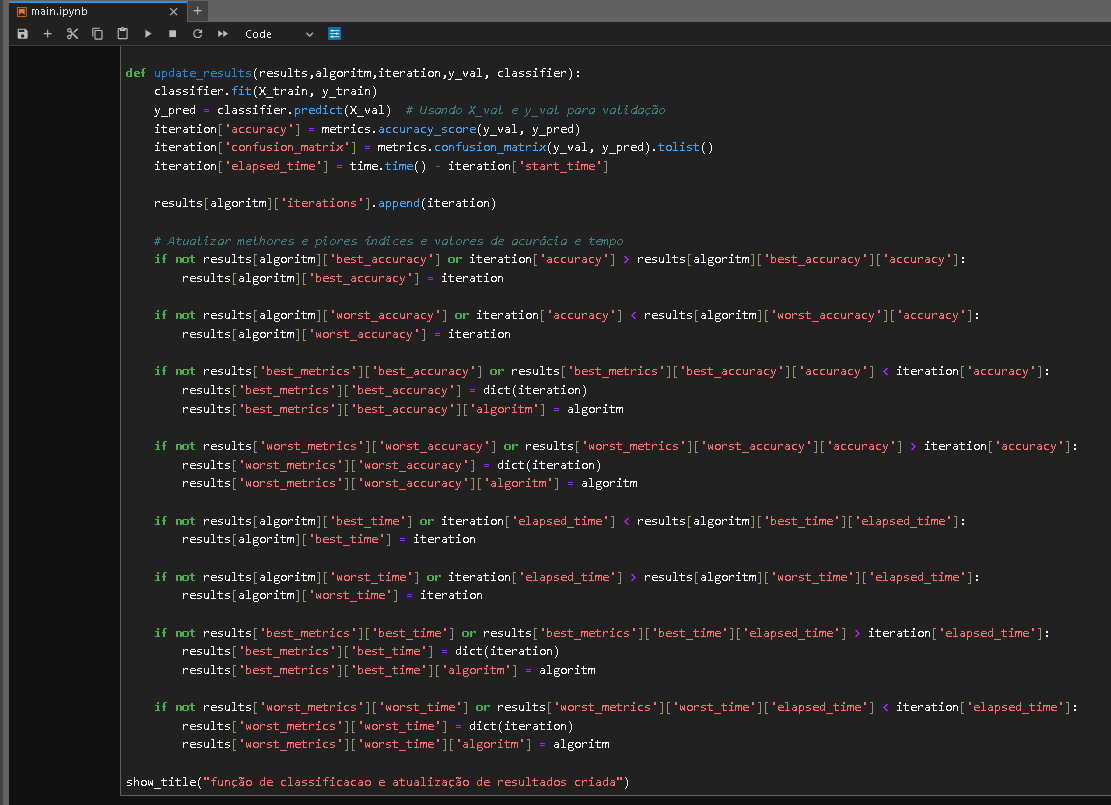 main.ipynb
Code
def update_results(results,algoritm,iteration,y_val, classifier):
    classifier.fit(X_train, y_train)
    y_pred = classifier.predict(X_val)  # Usando X_val e y_val para validação
    iteration['accuracy'] = metrics.accuracy_score(y_val, y_pred)
    iteration['confusion_matrix'] = metrics.confusion_matrix(y_val, y_pred).tolist()
    iteration['elapsed_time'] = time.time() - iteration['start_time']
    results[algoritm]['iterations'].append(iteration)
    # Atualizar melhores e piores índices e valores de acurácia e tempo
    if not results[algoritm]['best_accuracy'] or iteration['accuracy'] > results[algoritm]['best_accuracy']['accuracy']:
        results[algoritm]['best_accuracy'] = iteration
    if not results[algoritm]['worst_accuracy'] or iteration['accuracy'] < results[algoritm]['worst_accuracy']['accuracy']:
        results[algoritm]['worst_accuracy'] = iteration
    if not results['best_metrics']['best_accuracy'] or results['best_metrics']['best_accuracy']['accuracy'] < iteration['accuracy']:
        results['best_metrics']['best_accuracy'] = dict(iteration)
        results['best_metrics']['best_accuracy']['algoritm'] = algoritm
    if not results['worst_metrics']['worst_accuracy'] or results['worst_metrics']['worst_accuracy']['accuracy'] > iteration['accuracy']:
        results['worst_metrics']['worst_accuracy'] = dict(iteration)
        results['worst_metrics']['worst_accuracy']['algoritm'] = algoritm
    if not results[algoritm]['best_time'] or iteration['elapsed_time'] < results[algoritm]['best_time']['elapsed_time']:
        results[algoritm]['best_time'] = iteration
    if not results[algoritm]['worst_time'] or iteration['elapsed_time'] > results[algoritm]['worst_time']['elapsed_time']:
        results[algoritm]['worst_time'] = iteration
    if not results['best_metrics']['best_time'] or results['best_metrics']['best_time']['elapsed_time'] > iteration['elapsed_time']:
        results['best_metrics']['best_time'] = dict(iteration)
        results['best_metrics']['best_time']['algoritm'] = algoritm
    if not results['worst_metrics']['worst_time'] or results['worst_metrics']['worst_time']['elapsed_time'] < iteration['elapsed_time']:
        results['worst_metrics']['worst_time'] = dict(iteration)
        results['worst_metrics']['worst_time']['algoritm'] = algoritm
show_title("função de classificacao e atualização de resultados criada")